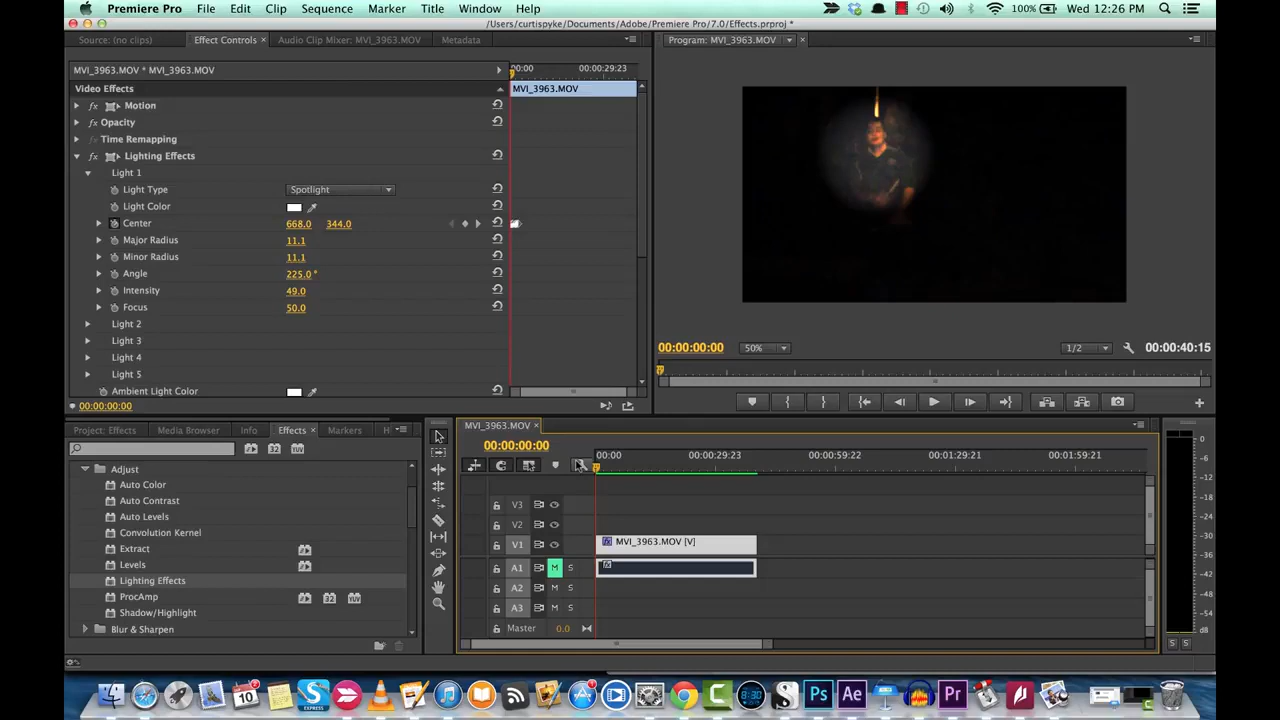 Premiere Pro File Edit Clip Sequence Marker Title Window Help 100% Wed 12:26 PM
/Users/curtispyke/Documents/Adobe/Premiere Pro/7.0/Effects.prproj *
Source: (no clips) Effect Controls × Audio Clip Mixer: MVI_3963.MOV Metadata Program: MVI_3963.MOV ×
MVI_3963.MOV * MVI_3963.MOV 00:00 00:00:29:23
Video Effects MVI_3963.MOV
fx Motion
fx Opacity
fx Time Remapping
fx Lighting Effects
Light 1
Light Type Spotlight
Light Color
Center 668.0 344.0
Major Radius 11.1
Minor Radius 11.1
Angle 225.0 °
Intensity 49.0
Focus 50.0
Light 2
Light 3
Light 4
Light 5
Ambient Light Color
00:00:00:00
00:00:00:00 50% 1/2 00:00:40:15
Project: Effects Media Browser Info Effects × Markers H
Adjust
Auto Color
Auto Contrast
Auto Levels
Convolution Kernel
Extract
Levels
Lighting Effects
ProcAmp
Shadow/Highlight
Blur & Sharpen
MVI_3963.MOV ×
00:00:00:00 00:00 00:00:29:23 00:00:59:22 00:01:29:21 00:01:59:21
V3
V2
V1 MVI_3963.MOV [V]
A1 M S
A2 M S
A3 M S
Master 0.0
0
-6
-12
-18
-24
-30
-36
-42
-48
-54
dB
S S
10 EXPRESS 8:30 Ps Ae Pr